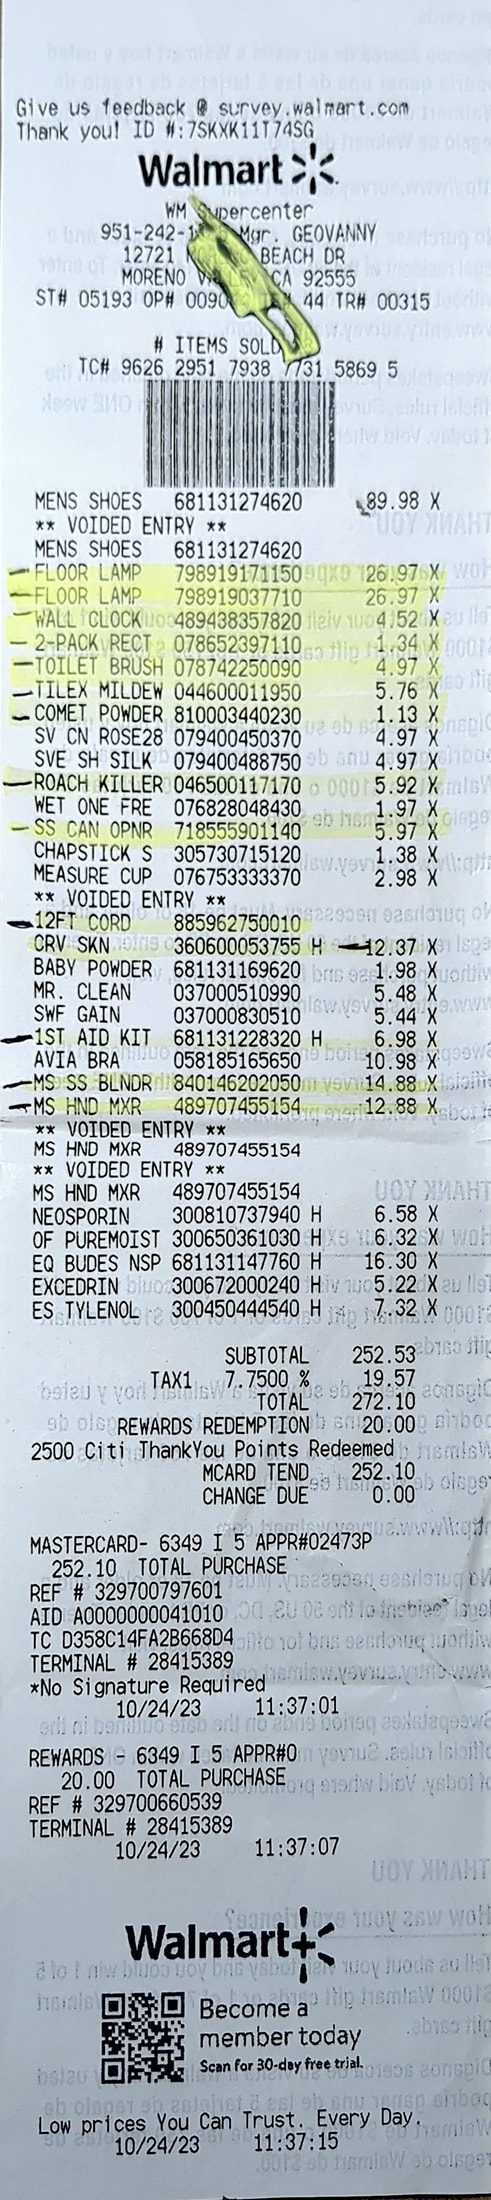 Give us feedback @ survey.walmart.com
Thank you! ID #:7SKXK11T74SG
Walmart
WM Supercenter
951-242- Mgr. GEOVANNY
12721 BEACH DR
MORENO CA 92555
ST# 05193 OP# 0090 44 TR# 00315
# ITEMS SOLD
TC# 9626 2951 7938 7731 5869 5
MENS SHOES 681131274620 89.98 X
** VOIDED ENTRY **
MENS SHOES 681131274620
FLOOR LAMP 798919171150 26.97 X
FLOOR LAMP 798919037710 26.97 X
WALL CLOCK 489438357820 4.52 X
2-PACK RECT 078652397110 1.34 X
TOILET BRUSH 078742250090 4.97 X
TILEX MILDEW 044600011950 5.76 X
COMET POWDER 810003440230 1.13 X
SV CN ROSE28 079400450370 4.97 X
SVE SH SILK 079400488750 4.97 X
ROACH KILLER 046500117170 5.92 X
WET ONE FRE 076828048430 1.97 X
SS CAN OPNR 718555901140 5.97 X
CHAPSTICK S 305730715120 1.38 X
MEASURE CUP 076753333370 2.98 X
** VOIDED ENTRY **
12FT CORD 885962750010
CRV SKN 360600053755 H 12.37 X
BABY POWDER 681131169620 1.98 X
MR. CLEAN 037000510990 5.48 X
SWF GAIN 037000830510 5.44 X
1ST AID KIT 681131228320 H 6.98 X
AVIA BRA 058185165650 10.98 X
MS SS BLNDR 840146202050 14.88 X
MS HND MXR 489707455154 12.88 X
** VOIDED ENTRY **
MS HND MXR 489707455154
** VOIDED ENTRY **
MS HND MXR 489707455154
NEOSPORIN 300810737940 H 6.58 X
OF PUREMOIST 300650361030 H 6.32 X
EQ BUDES NSP 681131147760 H 16.30 X
EXCEDRIN 300672000240 H 5.22 X
ES TYLENOL 300450444540 H 7.32 X
SUBTOTAL 252.53
TAX1 7.7500 % 19.57
TOTAL 272.10
REWARDS REDEMPTION 20.00
2500 Citi ThankYou Points Redeemed
MCARD TEND 252.10
CHANGE DUE 0.00
MASTERCARD- 6349 I 5 APPR#02473P
252.10 TOTAL PURCHASE
REF # 329700797601
AID A0000000041010
TC D358C14FA2B668D4
TERMINAL # 28415389
*No Signature Required
10/24/23 11:37:01
REWARDS - 6349 I 5 APPR#0
20.00 TOTAL PURCHASE
REF # 329700660539
TERMINAL # 28415389
10/24/23 11:37:07
Walmart+
Become a
member today
Scan for 30-day free trial.
Low prices You Can Trust. Every Day.
10/24/23 11:37:15